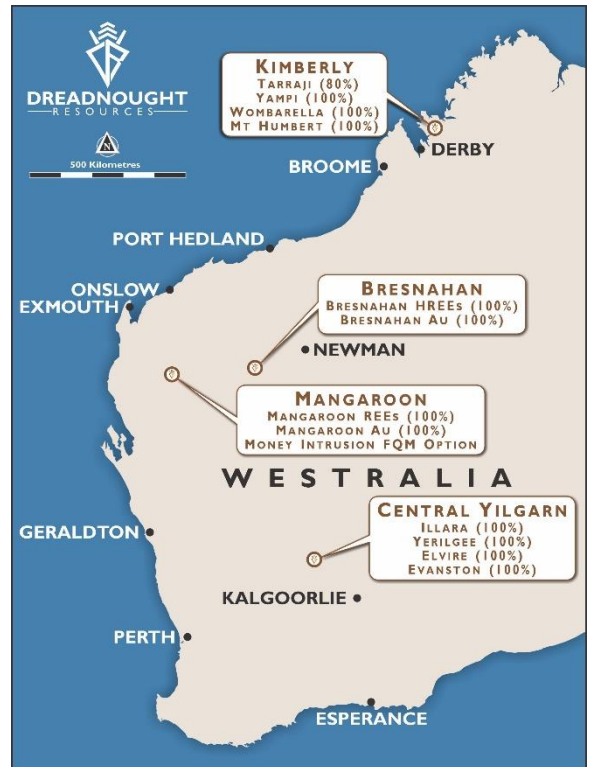 DREADNOUGHT
RESOURCES
N
500 Kilometres
KIMBERLY
TARRAJI (80%)
YAMPI (100%)
WOMBARELLA (100%)
MT HUMBERT (100%)
DERBY
BROOME
PORT HEDLAND
ONSLOW
EXMOUTH
BRESNAHAN
BRESNAHAN HREES (100%)
BRESNAHAN AU (100%)
NEWMAN
MANGAROON
MANGAROON REES (100%)
MANGAROON AU (100%)
MONEY INTRUSION FQM OPTION
WESTRALIA
CENTRAL YILGARN
ILLARA (100%)
YERILGEE (100%)
ELVIRE (100%)
EVANSTON (100%)
GERALDTON
KALGOORLIE
PERTH
ESPERANCE